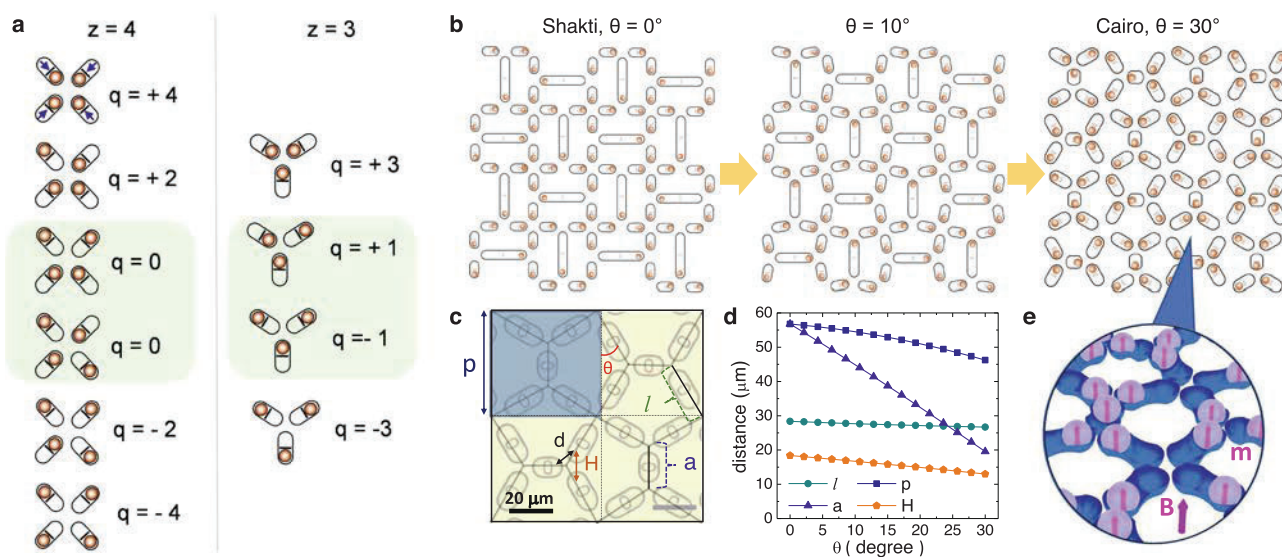 a
z = 4
z = 3
q = + 4
q = + 2
q = 0
q = 0
q = - 2
q = - 4
q = + 3
q = + 1
q =- 1
q = -3
b
Shakti, θ = 0°
θ = 10°
Cairo, θ = 30°
c
p
θ
l
d
H
a
20 μm
d
distance (μm)
60
50
40
30
20
10
0
l
p
a
H
0 5 10 15 20 25 30
θ ( degree )
e
m
B